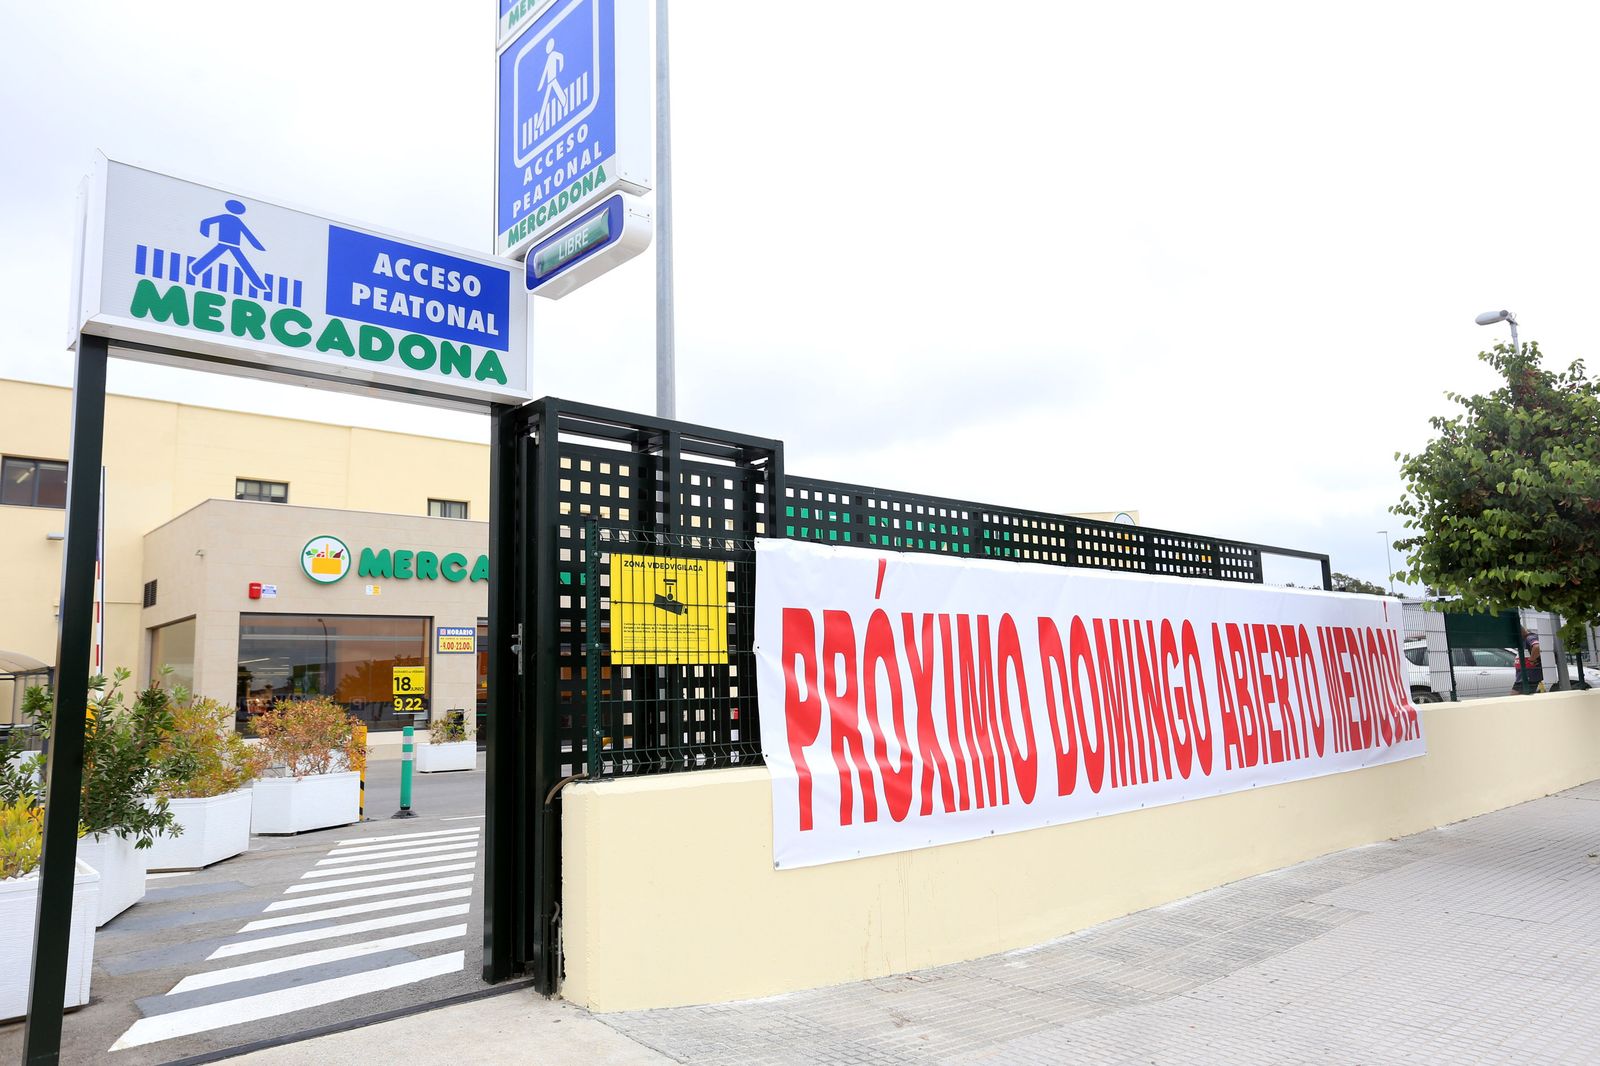 MERCADONA
ACCESO
PEATONAL
MERCADONA
LIBRE
ACCESO
PEATONAL
MERCADONA
MERCA
HORARIO
9.00 22.00
18
JUNIO
9.22
ZONA VIDEOVIGILADA
PRÓXIMO DOMINGO ABIERTO MEDIODÍA